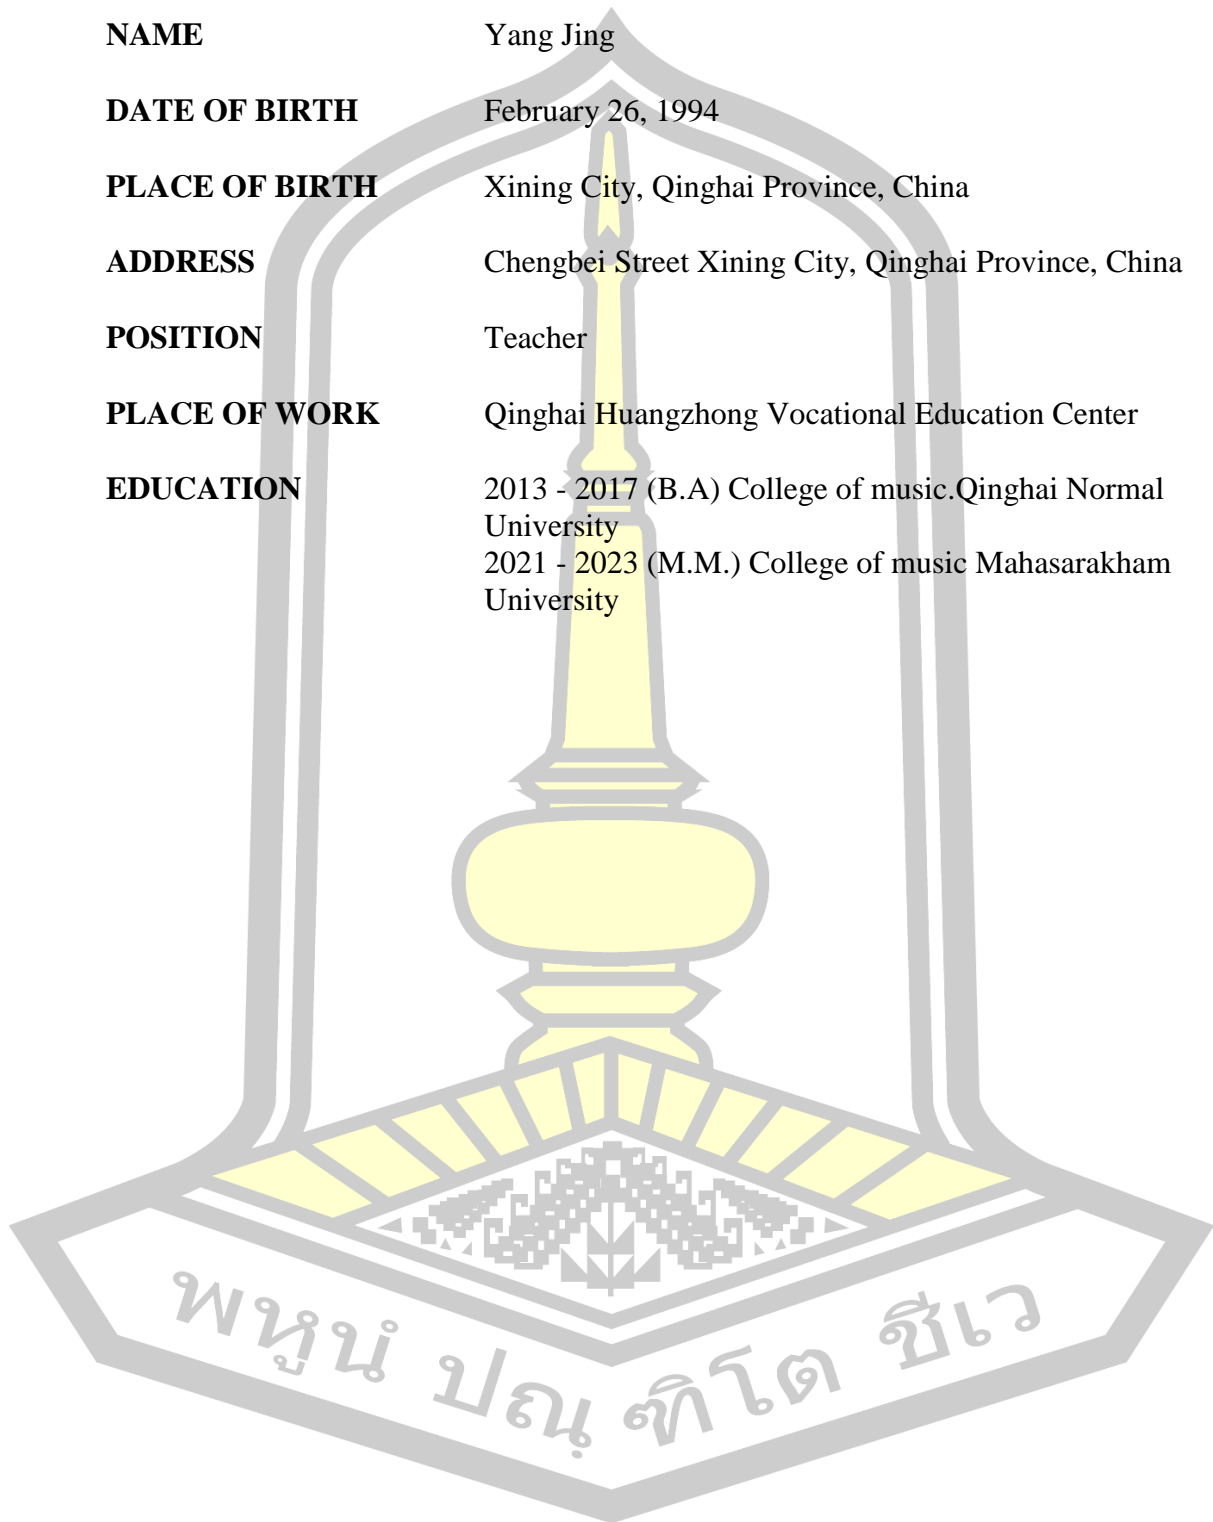 NAME Yang Jing
DATE OF BIRTH February 26, 1994
PLACE OF BIRTH Xining City, Qinghai Province, China
ADDRESS Chengbei Street Xining City, Qinghai Province, China
POSITION Teacher
PLACE OF WORK Qinghai Huangzhong Vocational Education Center
EDUCATION 2013 - 2017 (B.A) College of music.Qinghai Normal
University
2021 - 2023 (M.M.) College of music Mahasarakham
University
พหูนํ ปณฺ ฑิโต ชีเว